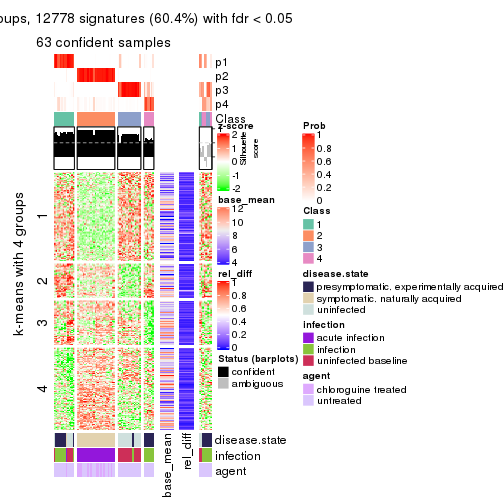 oups, 12778 signatures (60.4%) with fdr < 0.05
63 confident samples
p1
p2
p3
p4
Class
z-score
2
1
0
-1
-2
Silhouette
score
base_mean
12
10
8
6
4
rel_diff
1
0.8
0.6
0.4
0.2
0
Status (barplots)
confident
ambiguous
Prob
1
0.8
0.6
0.4
0.2
0
Class
1
2
3
4
disease.state
presymptomatic. experimentally acquired
symptomatic. naturally acquired
uninfected
infection
acute infection
infection
uninfected baseline
agent
chloroguine treated
untreated
k-means with 4 groups
1
2
3
4
disease.state
infection
agent
base_mean
rel_diff